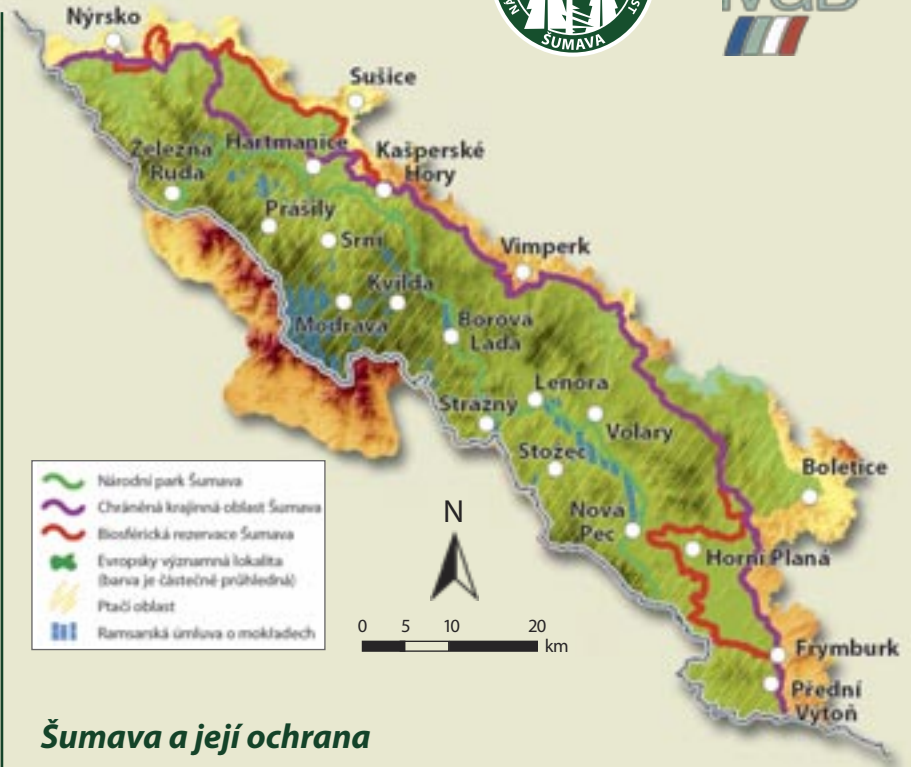 Nýrsko
ŠUMAVA
Sušice
Hartmanice
Železná
Ruda
Kašperské
Hory
Prášily
Srní
Vimperk
Kvilda
Modrava
Borová
Lada
Lenora
Strážný
Volary
Stožec
Boletice
Nová
Pec
Horní Planá
Frymburk
Přední
Výtoň
Národní park Šumava
Chráněná krajinná oblast Šumava
Biosférická rezervace Šumava
Evropsky významná lokalita
(barva je částečně průhledná)
Ptačí oblast
Ramsarská úmluva o mokřadech
N
0 5 10 20
km
Šumava a její ochrana